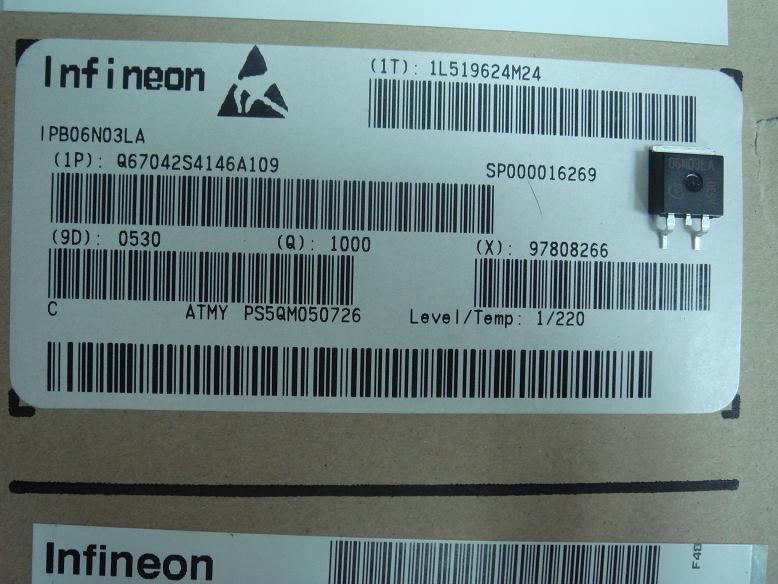 Infineon
(1T): 1L519624M24
IPB06N03LA
(1P): Q67042S4146A109
SP000016269
06N03LA
(9D): 0530
(Q): 1000
(X): 97808266
C ATMY PS5QM050726 Level/Temp: 1/220
Infineon
F48